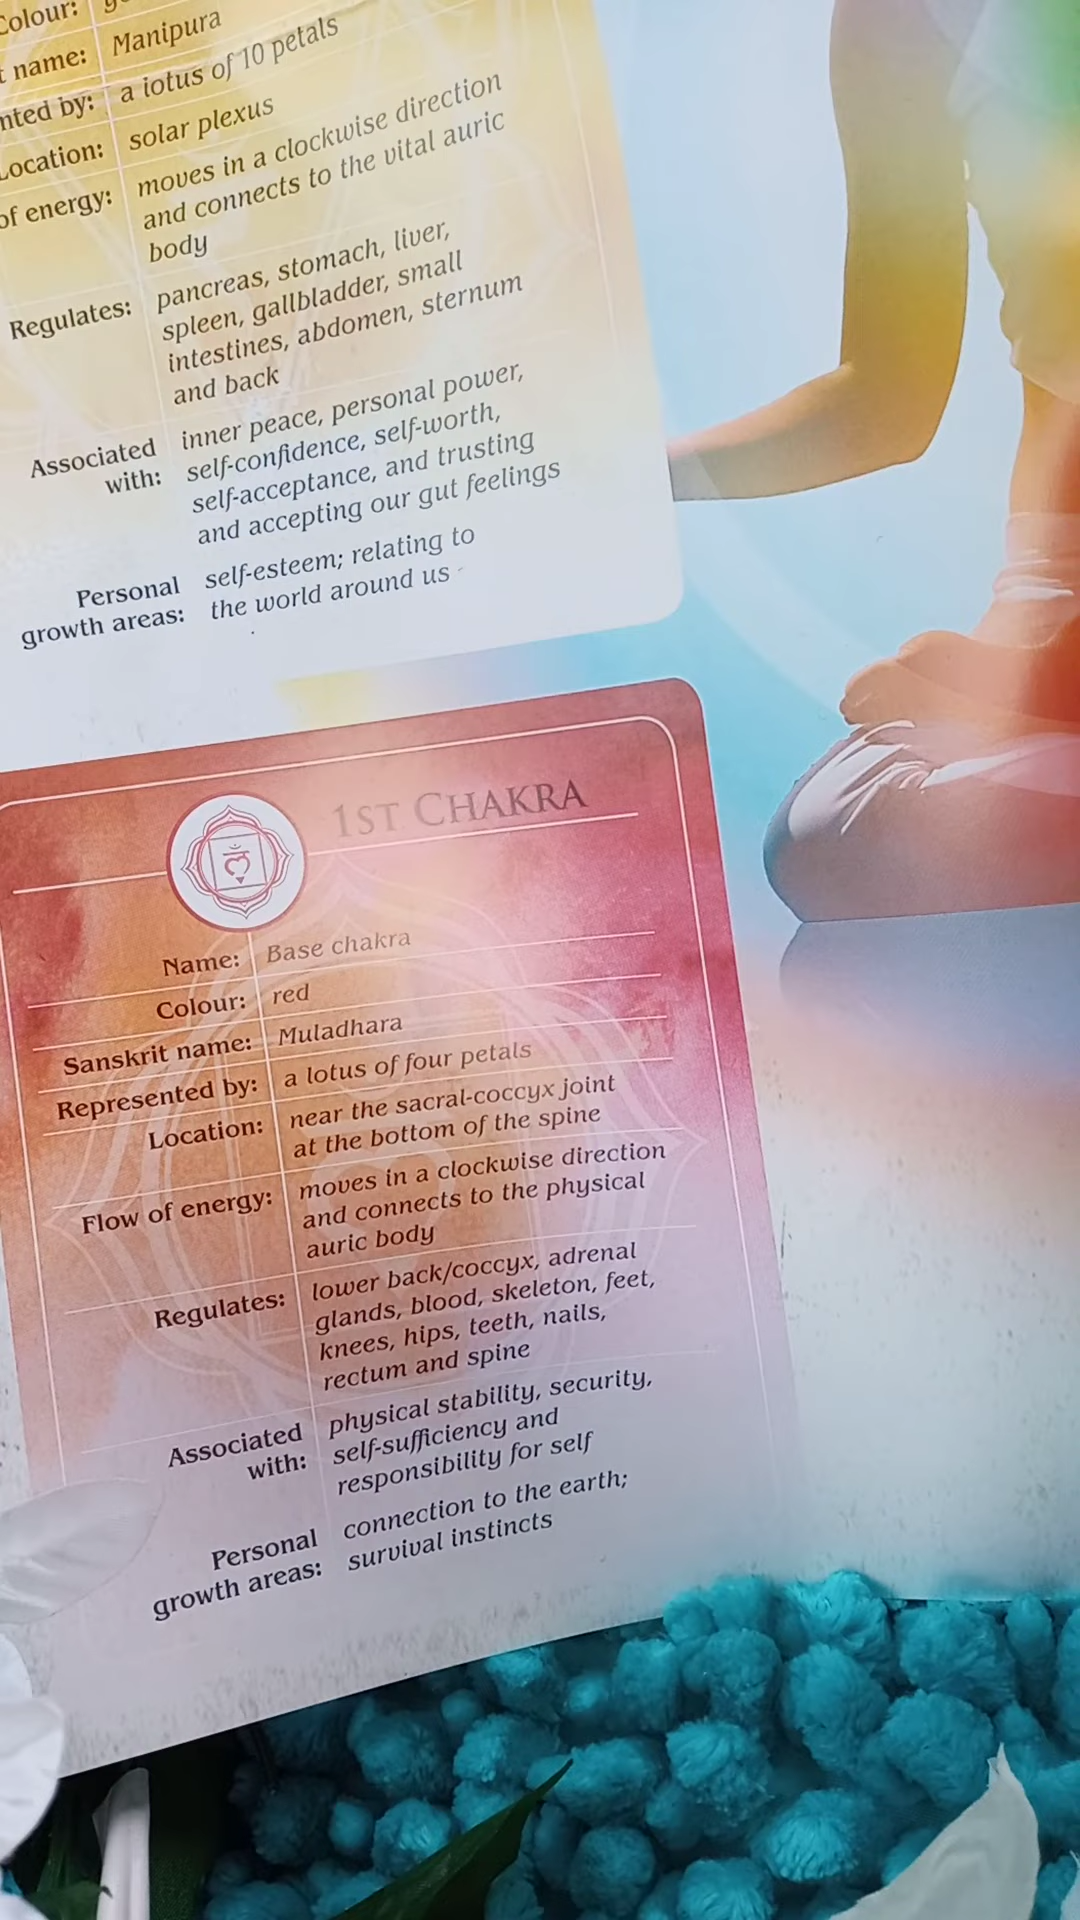 Colour:
name: Manipura
by: a lotus of 10 petals
Location: solar plexus
of energy: moves in a clockwise direction
and connects to the vital auric
body
Regulates: pancreas, stomach, liver,
spleen, gallbladder, small
intestines, abdomen, sternum
and back
Associated with: inner peace, personal power,
self-confidence, self-worth,
self-acceptance, and trusting
and accepting our gut feelings
Personal growth areas: self-esteem; relating to
the world around us
1ST CHAKRA
Name: Base chakra
Colour: red
Sanskrit name: Muladhara
Represented by: a lotus of four petals
Location: near the sacral-coccyx joint
at the bottom of the spine
Flow of energy: moves in a clockwise direction
and connects to the physical
auric body
Regulates: lower back/coccyx, adrenal
glands, blood, skeleton, feet,
knees, hips, teeth, nails,
rectum and spine
Associated with: physical stability, security,
self-sufficiency and
responsibility for self
Personal growth areas: connection to the earth;
survival instincts